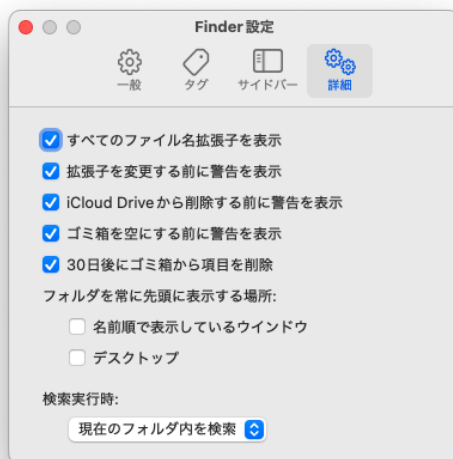 Finder設定
一般
タグ
サイドバー
詳細
すべてのファイル名拡張子を表示
拡張子を変更する前に警告を表示
iCloud Driveから削除する前に警告を表示
ゴミ箱を空にする前に警告を表示
30日後にゴミ箱から項目を削除
フォルダを常に先頭に表示する場所:
名前順で表示しているウインドウ
デスクトップ
検索実行時:
現在のフォルダ内を検索